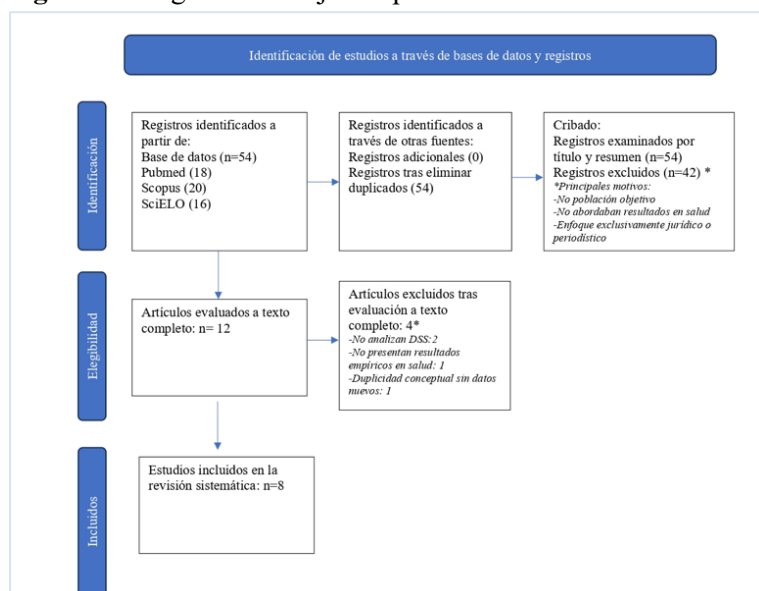 Identificación de estudios a través de bases de datos y registros
Identificación
Registros identificados a
partir de:
Base de datos (n=54)
Pubmed (18)
Scopus (20)
SciELO (16)
Registros identificados a
través de otras fuentes:
Registros adicionales (0)
Registros tras eliminar
duplicados (54)
Cribado:
Registros examinados por
título y resumen (n=54)
Registros excluidos (n=42) *
*Principales motivos:
-No población objetivo
-No abordaban resultados en salud
-Enfoque exclusivamente jurídico o
periodístico
Elegibilidad
Artículos evaluados a texto
completo: n= 12
Artículos excluidos tras
evaluación a texto
completo: 4*
-No analizan DSS:2
-No presentan resultados
empíricos en salud: 1
-Duplicidad conceptual sin datos
nuevos: 1
Incluidos
Estudios incluidos en la
revisión sistemática: n=8